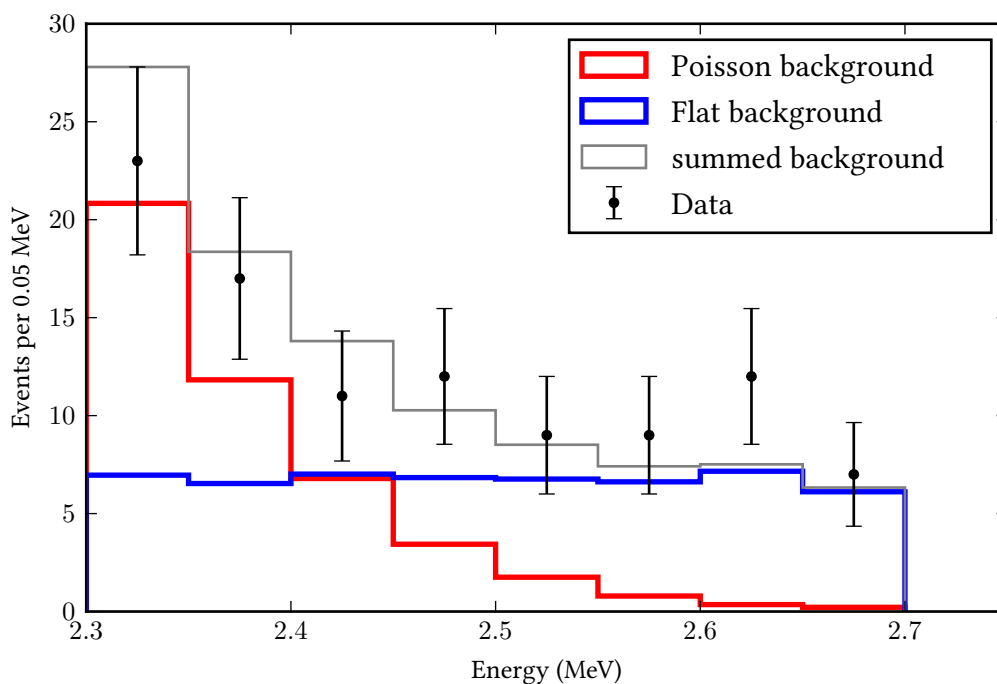 30
25
20
15
10
5
0
Events per 0.05 MeV
Poisson background
Flat background
summed background
Data
2.3
2.4
2.5
2.6
2.7
Energy (MeV)